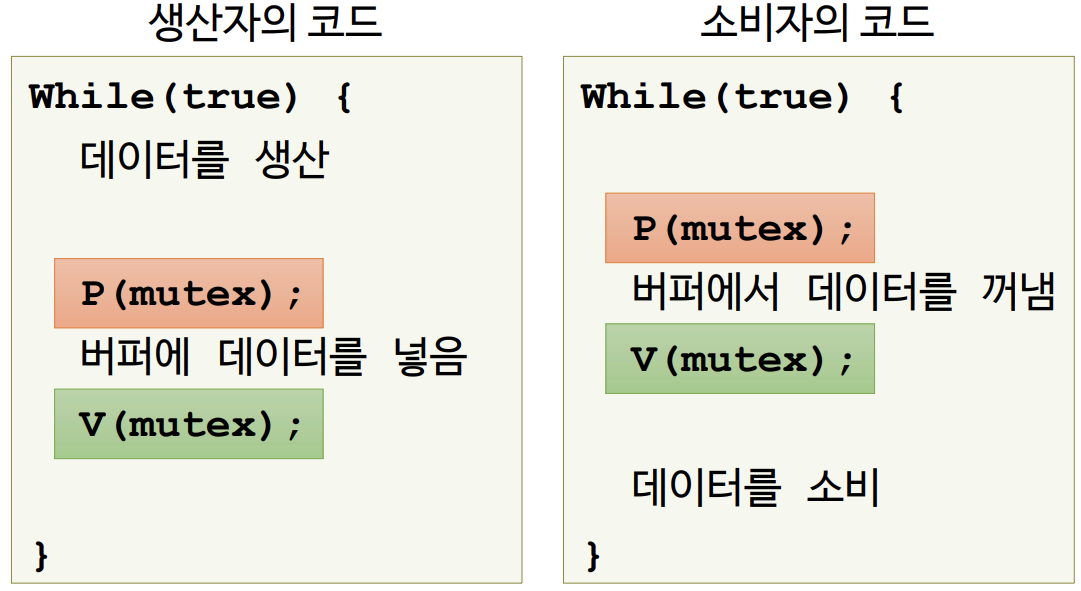 생산자의 코드
While(true) {
데이터를 생산
P(mutex);
버퍼에 데이터를 넣음
V(mutex);
}
소비자의 코드
While(true) {
P(mutex);
버퍼에서 데이터를 꺼냄
V(mutex);
데이터를 소비
}